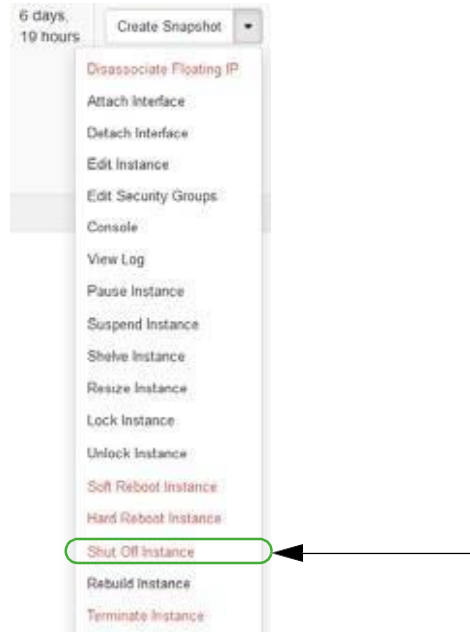 6 days,
19 hours
Create Snapshot
Disassociate Floating IP
Attach Interface
Detach Interface
Edit Instance
Edit Security Groups
Console
View Log
Pause Instance
Suspend Instance
Shelve Instance
Resize Instance
Lock Instance
Unlock Instance
Soft Reboot Instance
Hard Reboot Instance
Shut Off Instance
Rebuild Instance
Terminate Instance